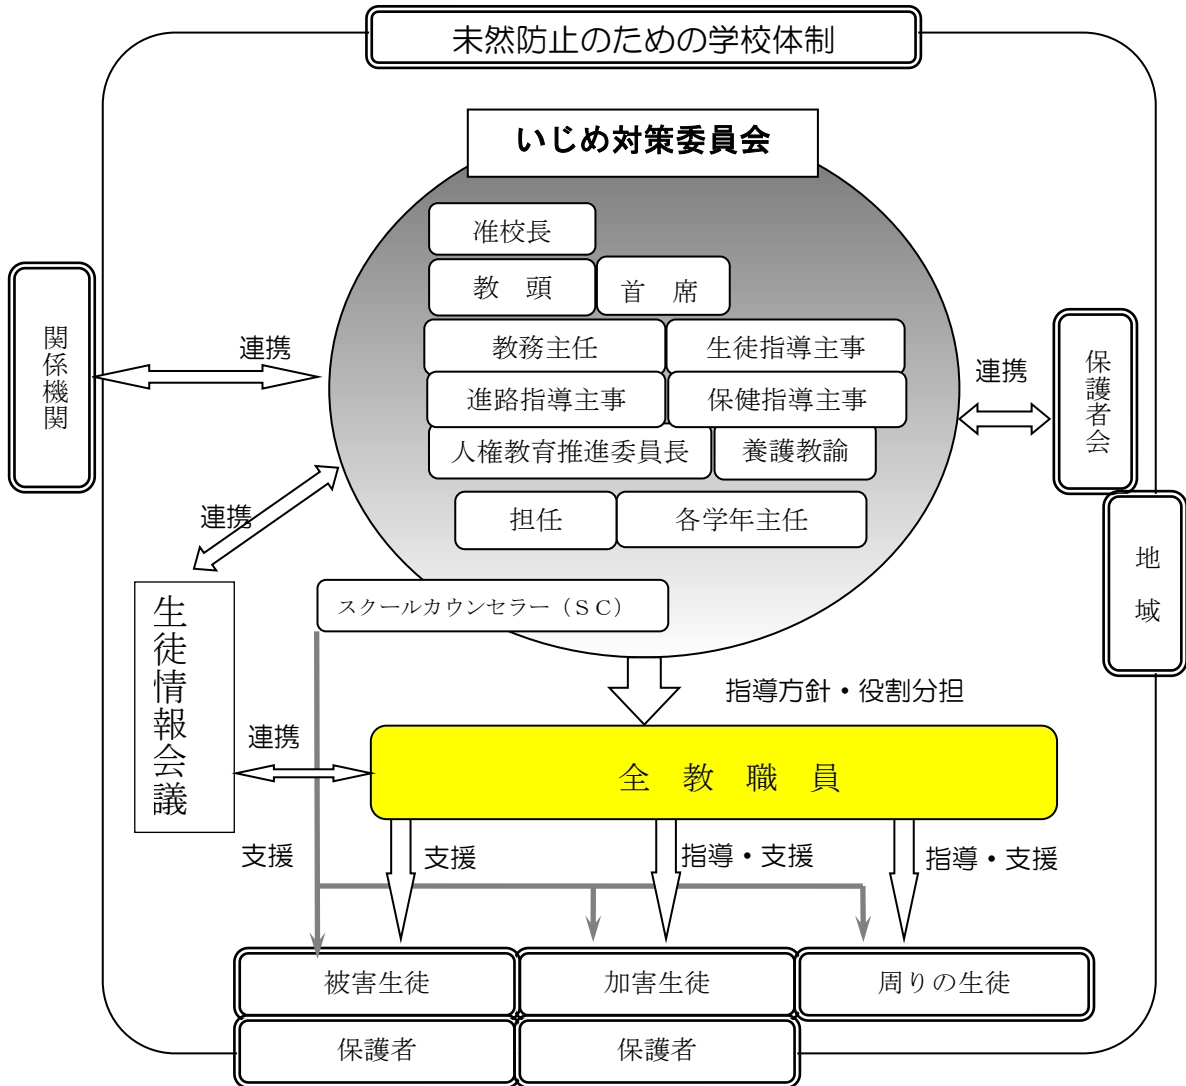 未然防止のための学校体制
いじめ対策委員会
准校長
教　頭
首　席
教務主任
生徒指導主事
進路指導主事
保健指導主事
人権教育推進委員長
養護教諭
担任
各学年主任
スクールカウンセラー（ＳＣ）
関係機関
連携
連携
保護者会
地域
連携
生徒情報会議
指導方針・役割分担
連携
全　教　職　員
支援
支援
指導・支援
指導・支援
被害生徒
加害生徒
周りの生徒
保護者
保護者